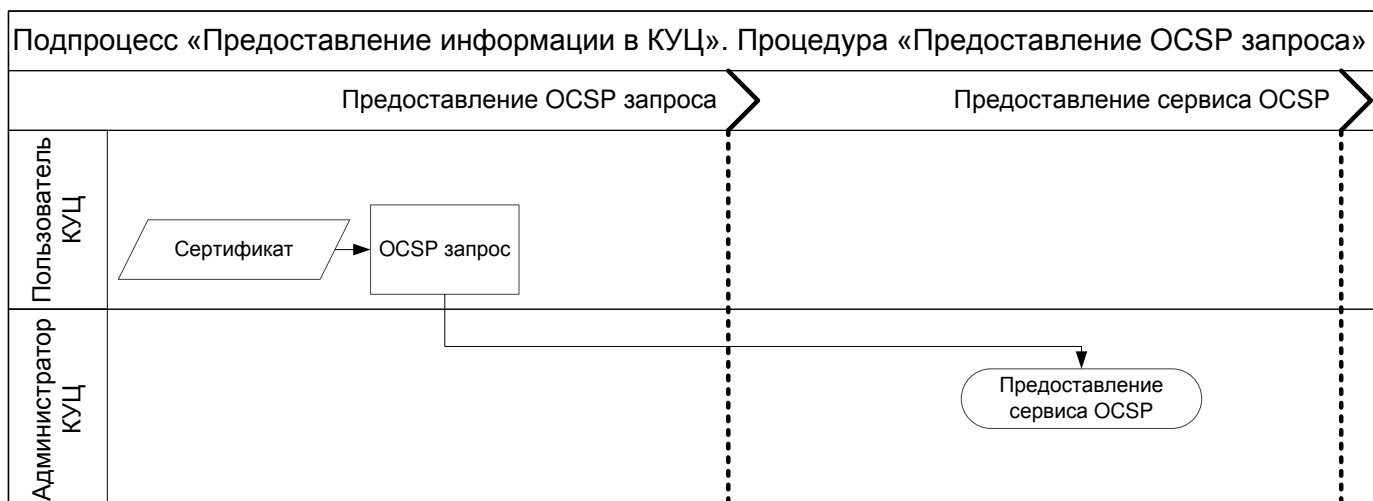 Подпроцесс «Предоставление информации в КУЦ». Процедура «Предоставление OCSP запроса»
Предоставление OCSP запроса
Предоставление сервиса OCSP
Пользователь
КУЦ
Сертификат
OCSP запрос
Администратор
КУЦ
Предоставление
сервиса OCSP